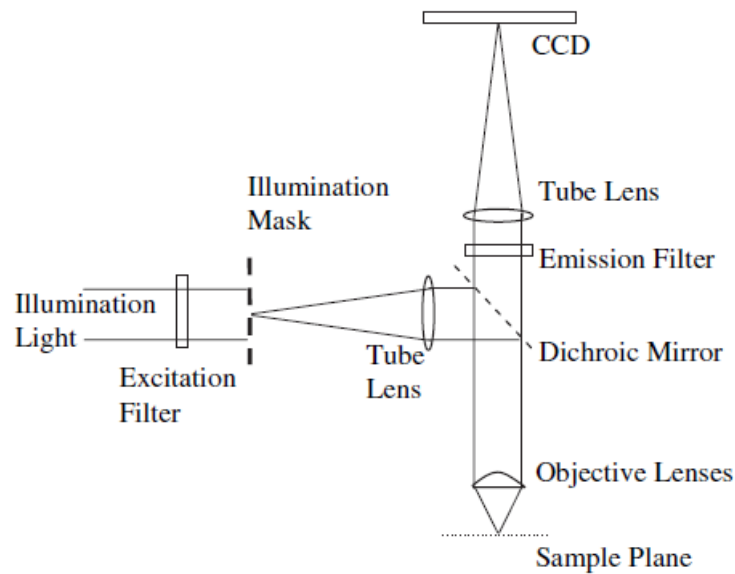 CCD
Illumination
Mask
Tube Lens
Emission Filter
Illumination
Light
Tube
Lens
Dichroic Mirror
Excitation
Filter
Objective Lenses
Sample Plane